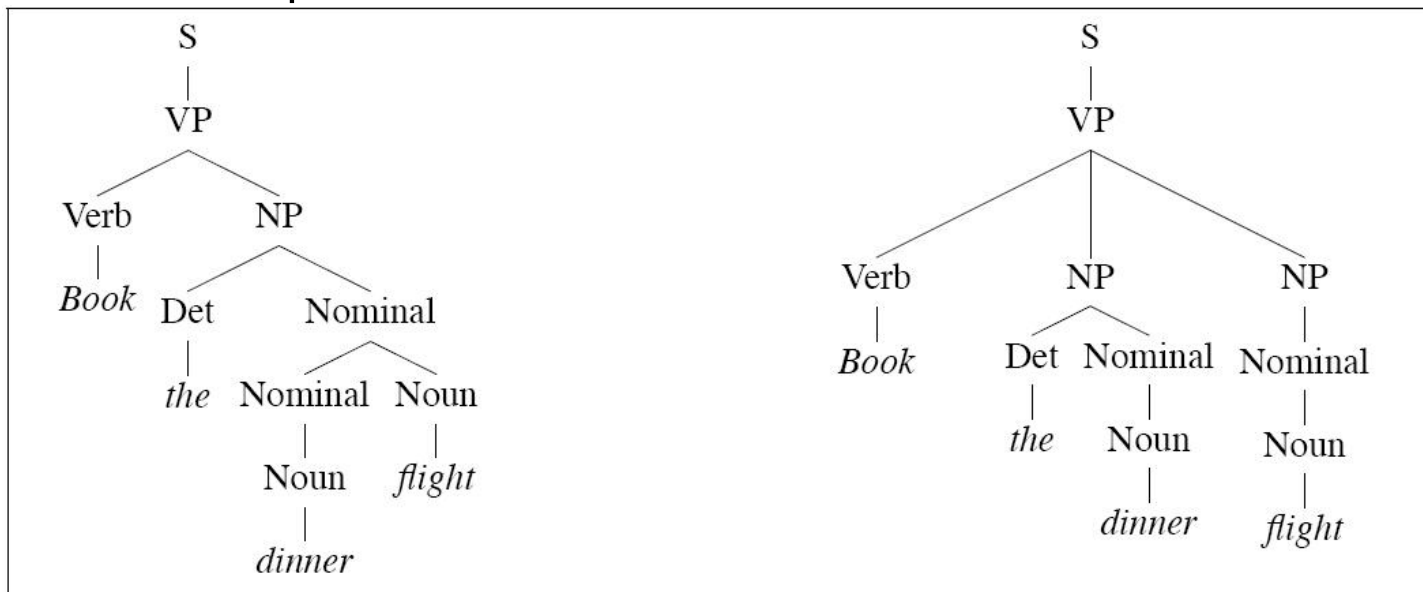 S
VP
Verb NP
Book Det Nominal
the Nominal Noun
Noun flight
dinner
S
VP
Verb NP NP
Book Det Nominal Nominal
the Noun Noun
dinner flight